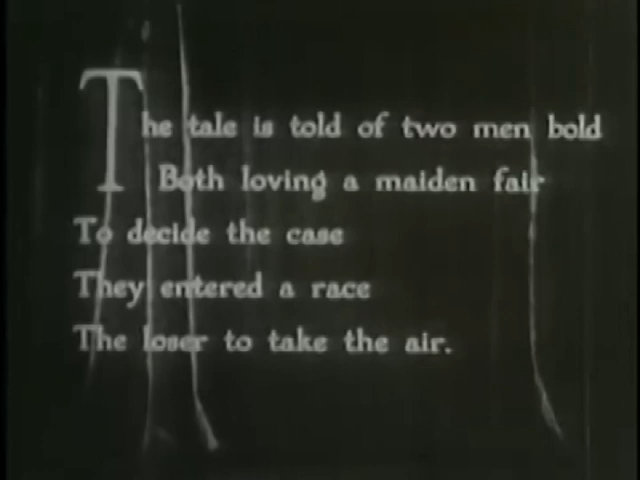 The tale is told of two men bold
Both loving a maiden fair
To decide the case
They entered a race
The loser to take the air.